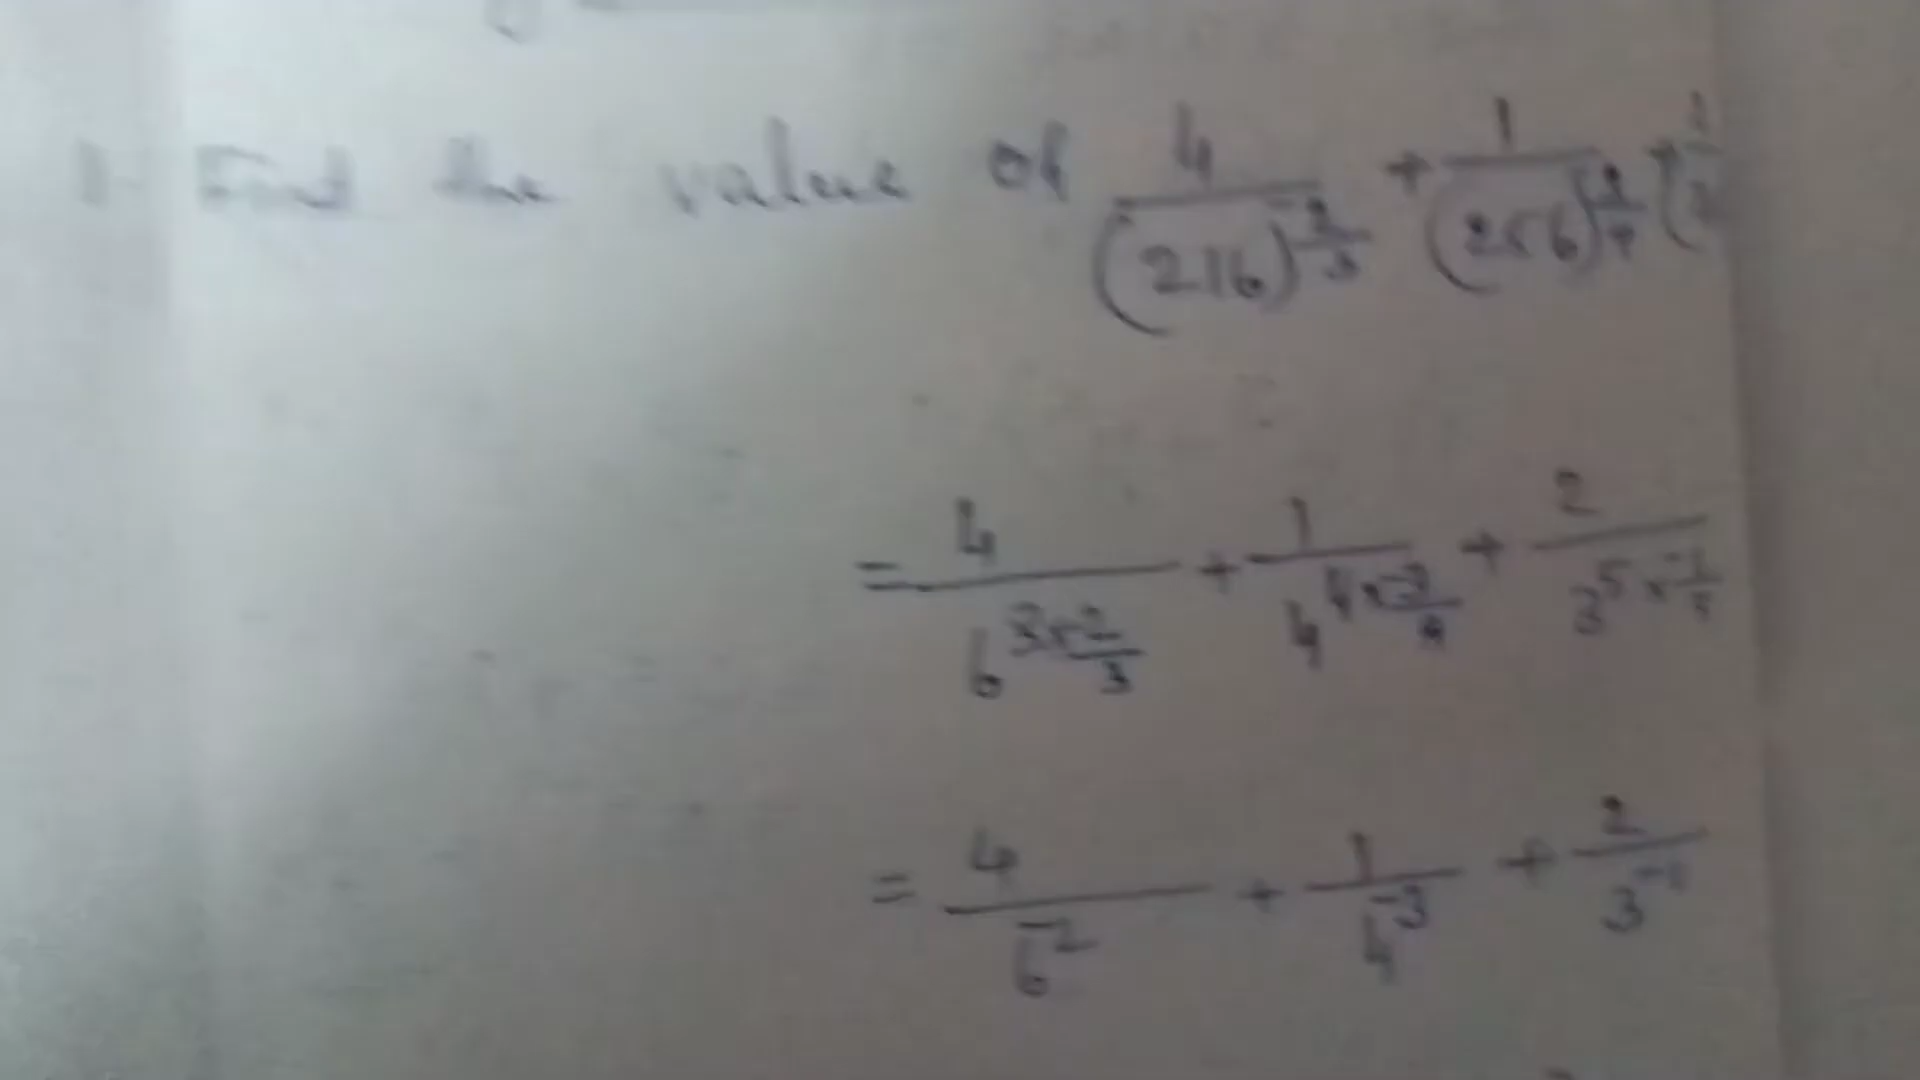 1. Find the value of 4/(216)^-2/3 + 1/(256)^-3/4 +
= 4/6^3×-2/3 + 1/4^4×-3/4 + 2/3^5×-1/5
= 4/6^-2 + 1/4^-3 + 2/3^-1